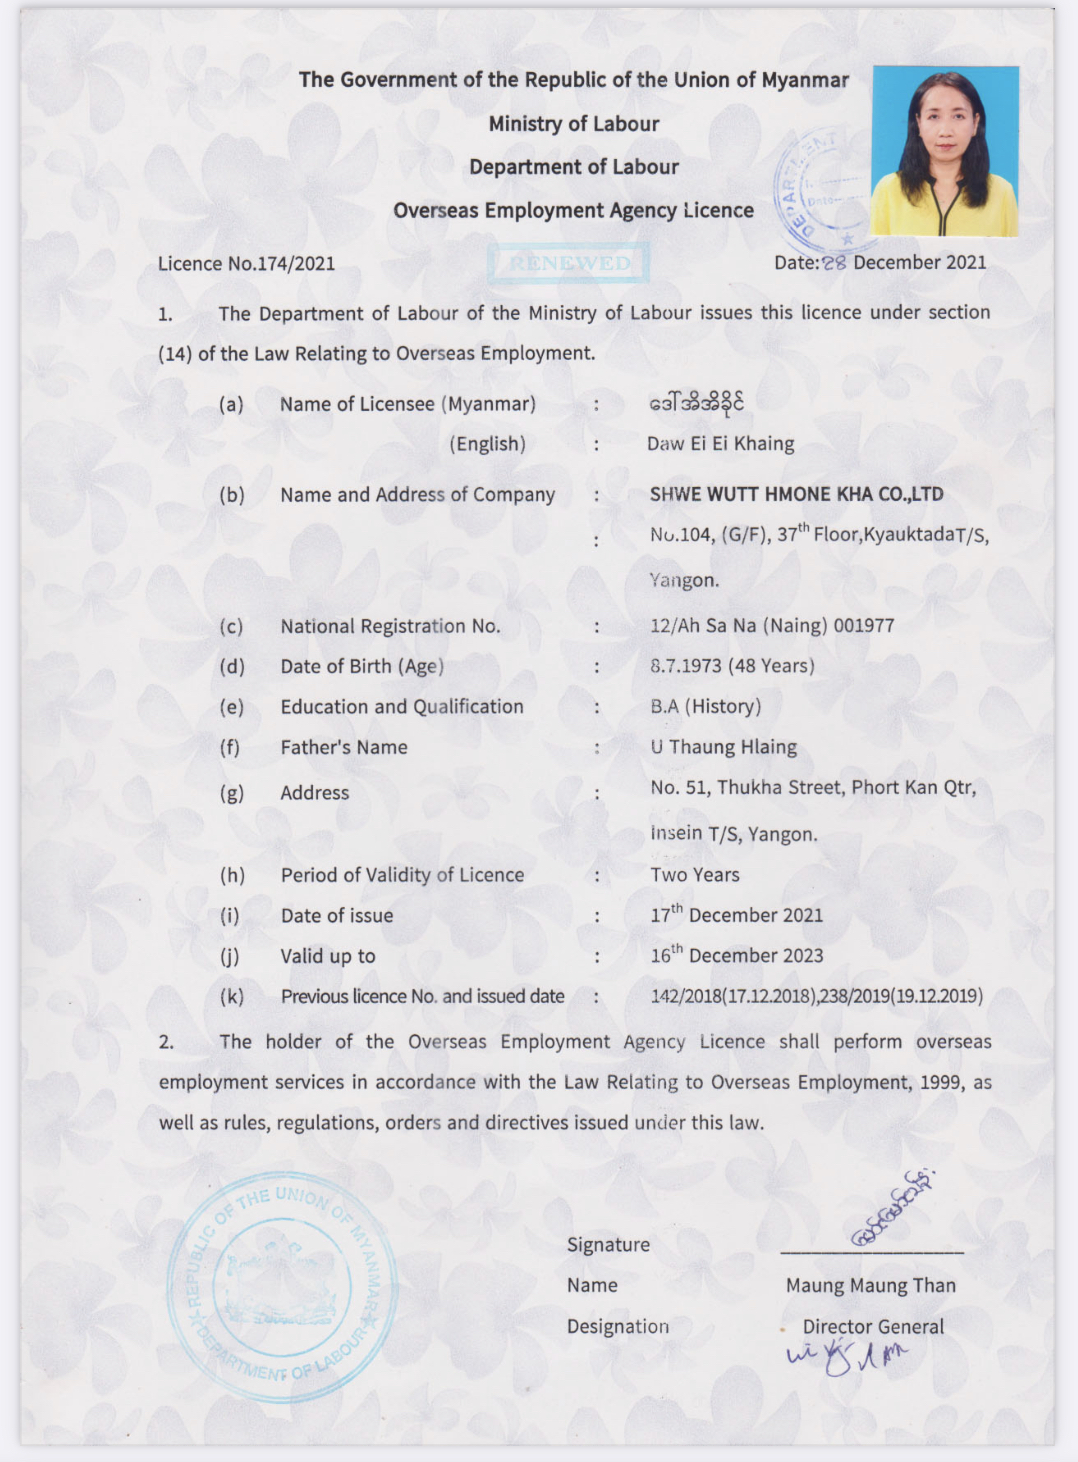 The Government of the Republic of the Union of Myanmar
Ministry of Labour
Department of Labour
Overseas Employment Agency Licence
DEPARTMENT
Date
Licence No.174/2021
RENEWED
Date:28 December 2021
1. The Department of Labour of the Ministry of Labour issues this licence under section
(14) of the Law Relating to Overseas Employment.
(a) Name of Licensee (Myanmar) : ဒေါ်အိအိခိုင်
(English) : Daw Ei Ei Khaing
(b) Name and Address of Company : SHWE WUTT HMONE KHA CO.,LTD
: No.104, (G/F), 37th Floor,KyauktadaT/S,
Yangon.
(c) National Registration No. : 12/Ah Sa Na (Naing) 001977
(d) Date of Birth (Age) : 8.7.1973 (48 Years)
(e) Education and Qualification : B.A (History)
(f) Father's Name : U Thaung Hlaing
(g) Address : No. 51, Thukha Street, Phort Kan Qtr,
Insein T/S, Yangon.
(h) Period of Validity of Licence : Two Years
(i) Date of issue : 17th December 2021
(j) Valid up to : 16th December 2023
(k) Previous licence No. and issued date : 142/2018(17.12.2018),238/2019(19.12.2019)
2. The holder of the Overseas Employment Agency Licence shall perform overseas
employment services in accordance with the Law Relating to Overseas Employment, 1999, as
well as rules, regulations, orders and directives issued under this law.
REPUBLIC OF THE UNION OF MYANMAR
DEPARTMENT OF LABOUR
Signature
Name Maung Maung Than
Designation Director General